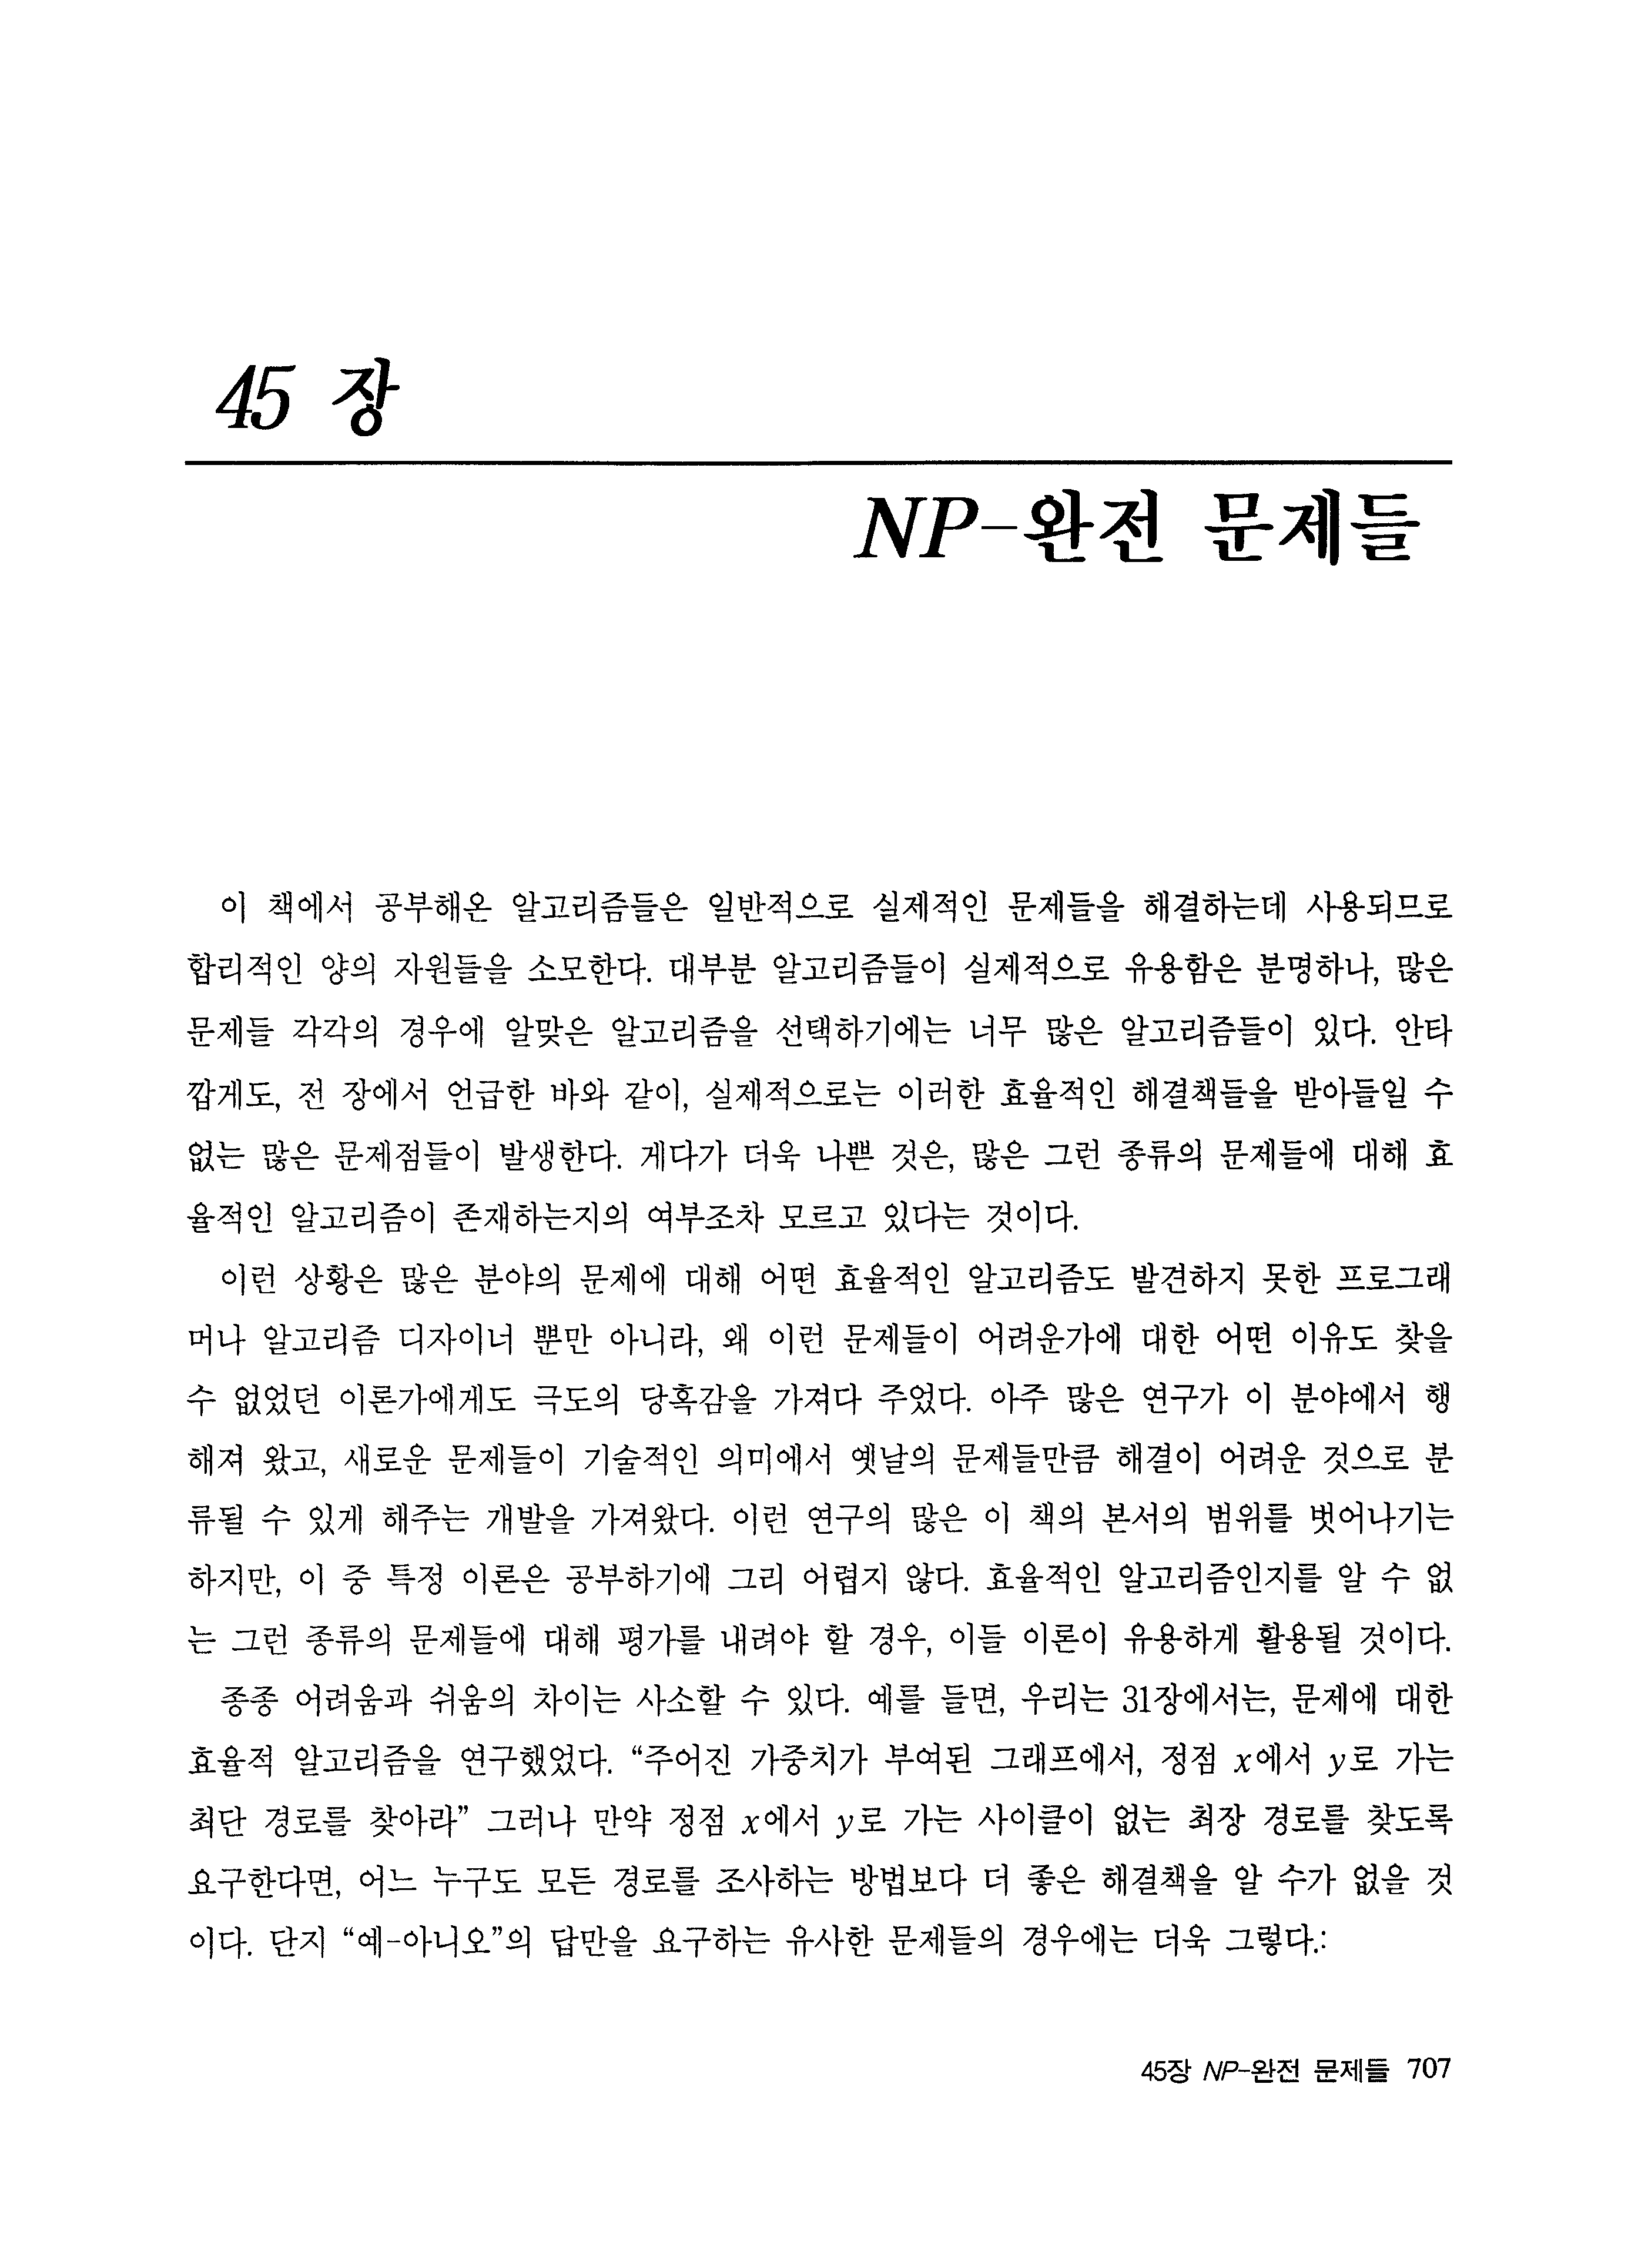 45 장
NP-완전 문제들
이 책에서 공부해온 알고리즘들은 일반적으로 실제적인 문제들을 해결하는데 사용되므로
합리적인 양의 자원들을 소모한다. 대부분 알고리즘들이 실제적으로 유용함은 분명하나, 많은
문제들 각각의 경우에 알맞은 알고리즘을 선택하기에는 너무 많은 알고리즘들이 있다. 안타
깝게도, 전 장에서 언급한 바와 같이, 실제적으로는 이러한 효율적인 해결책들을 받아들일 수
없는 많은 문제점들이 발생한다. 게다가 더욱 나쁜 것은, 많은 그런 종류의 문제들에 대해 효
율적인 알고리즘이 존재하는지의 여부조차 모르고 있다는 것이다.
이런 상황은 많은 분야의 문제에 대해 어떤 효율적인 알고리즘도 발견하지 못한 프로그래
머나 알고리즘 디자이너 뿐만 아니라, 왜 이런 문제들이 어려운가에 대한 어떤 이유도 찾을
수 없었던 이론가에게도 극도의 당혹감을 가져다 주었다. 아주 많은 연구가 이 분야에서 행
해져 왔고, 새로운 문제들이 기술적인 의미에서 옛날의 문제들만큼 해결이 어려운 것으로 분
류될 수 있게 해주는 개발을 가져왔다. 이런 연구의 많은 이 책의 본서의 범위를 벗어나기는
하지만, 이 중 특정 이론은 공부하기에 그리 어렵지 않다. 효율적인 알고리즘인지를 알 수 없
는 그런 종류의 문제들에 대해 평가를 내려야 할 경우, 이들 이론이 유용하게 활용될 것이다.
종종 어려움과 쉬움의 차이는 사소할 수 있다. 예를 들면, 우리는 31장에서는, 문제에 대한
효율적 알고리즘을 연구했었다. “주어진 가중치가 부여된 그래프에서, 정점 x에서 y로 가는
최단 경로를 찾아라” 그러나 만약 정점 x에서 y로 가는 사이클이 없는 최장 경로를 찾도록
요구한다면, 어느 누구도 모든 경로를 조사하는 방법보다 더 좋은 해결책을 알 수가 없을 것
이다. 단지 “예-아니오”의 답만을 요구하는 유사한 문제들의 경우에는 더욱 그렇다.:
45장 NP-완전 문제들 707